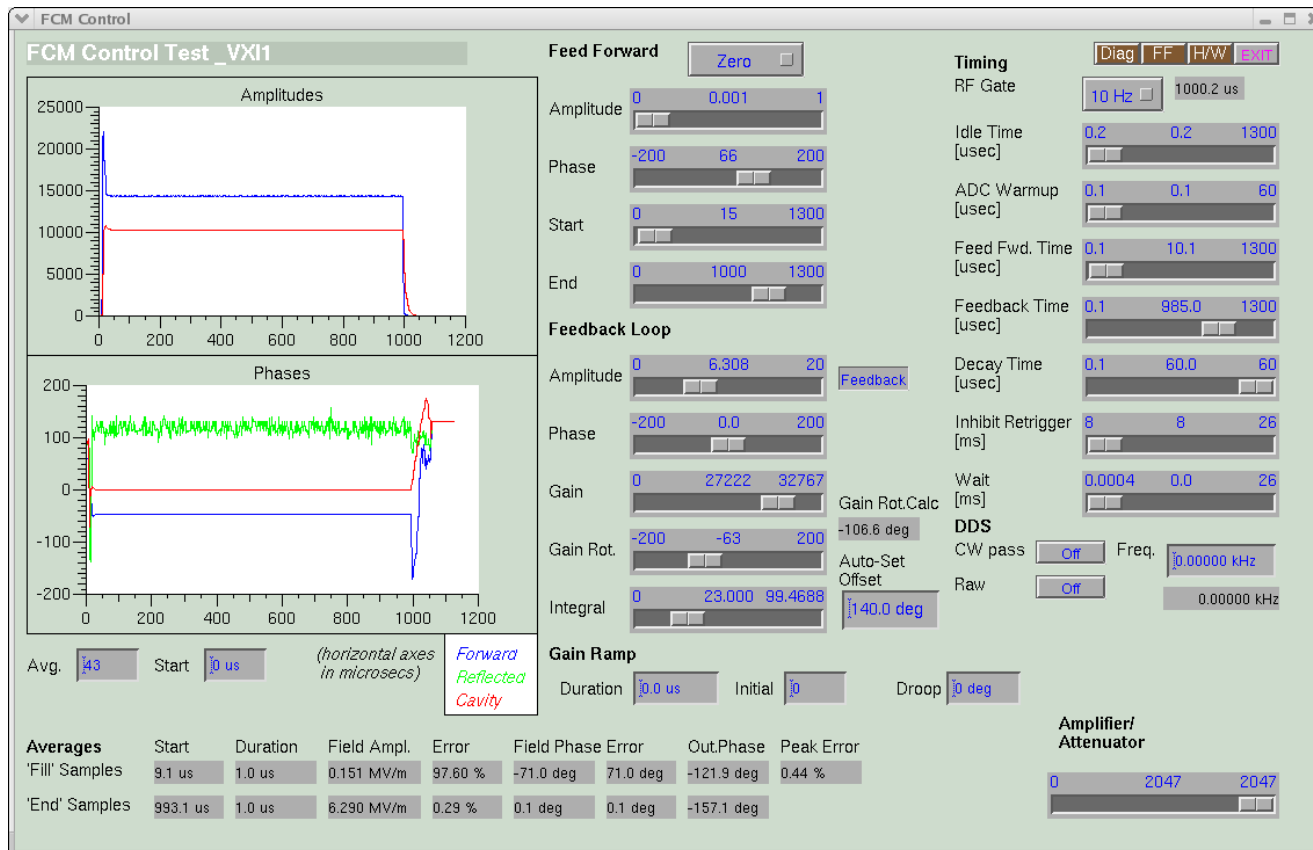 FCM Control
FCM Control Test _VXI1
Amplitudes
25000
20000
15000
10000
5000
0
0 200 400 600 800 1000 1200
Phases
200
100
0
-100
-200
0 200 400 600 800 1000 1200
Avg. 43 Start 0 us
(horizontal axes
in microsecs)
Forward
Reflected
Cavity
Feed Forward Zero
Amplitude 0 0.001 1
Phase -200 66 200
Start 0 15 1300
End 0 1000 1300
Feedback Loop
Amplitude 0 6.308 20 Feedback
Phase -200 0.0 200
Gain 0 27222 32767
Gain Rot.Calc
-106.6 deg
Gain Rot. -200 -63 200
Auto-Set
Offset
140.0 deg
Integral 0 23.000 99.4688
Gain Ramp
Duration 0.0 us Initial 0 Droop 0 deg
Diag FF H/W EXIT
Timing
RF Gate 10 Hz 1000.2 us
Idle Time 0.2 0.2 1300
[usec]
ADC Warmup 0.1 0.1 60
[usec]
Feed Fwd. Time 0.1 10.1 1300
[usec]
Feedback Time 0.1 985.0 1300
[usec]
Decay Time 0.1 60.0 60
[usec]
Inhibit Retrigger 8 8 26
[ms]
Wait 0.0004 0.0 26
[ms]
DDS
CW pass Off Freq. 0.00000 kHz
Raw Off 0.00000 kHz
Amplifier/
Attenuator
0 2047 2047
Averages Start Duration Field Ampl. Error Field Phase Error Out.Phase Peak Error
'Fill' Samples 9.1 us 1.0 us 0.151 MV/m 97.60 % -71.0 deg 71.0 deg -121.9 deg 0.44 %
'End' Samples 993.1 us 1.0 us 6.290 MV/m 0.29 % 0.1 deg 0.1 deg -157.1 deg